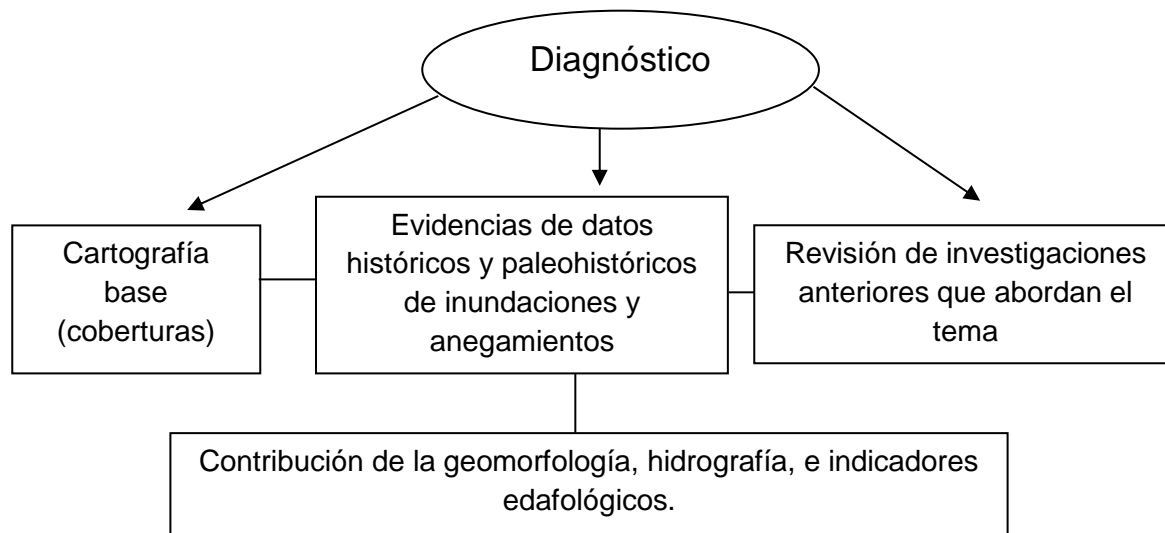 Diagnóstico
Cartografía
base
(coberturas)
Evidencias de datos
históricos y paleohistóricos
de inundaciones y
anegamientos
Revisión de investigaciones
anteriores que abordan el
tema
Contribución de la geomorfología, hidrografía, e indicadores
edafológicos.